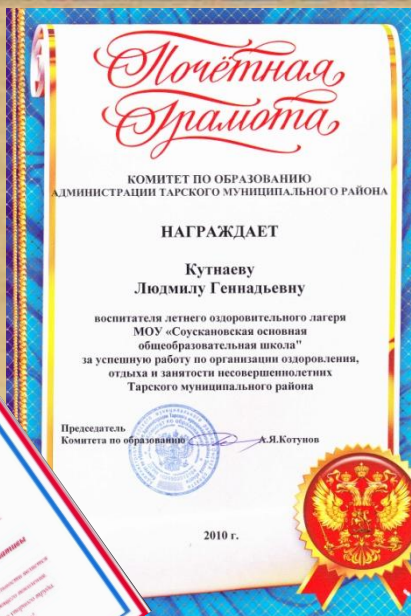 Почётная
Грамота
КОМИТЕТ ПО ОБРАЗОВАНИЮ
АДМИНИСТРАЦИИ ТАРСКОГО МУНИЦИПАЛЬНОГО РАЙОНА
НАГРАЖДАЕТ
Кутнаеву
Людмилу Геннадьевну
воспитателя летнего оздоровительного лагеря
МОУ «Соускановская основная
общеобразовательная школа"
за успешную работу по организации оздоровления,
отдыха и занятости несовершеннолетних
Тарского муниципального района
Председатель
Комитета по образованию А.Я.Котунов
2010 г.